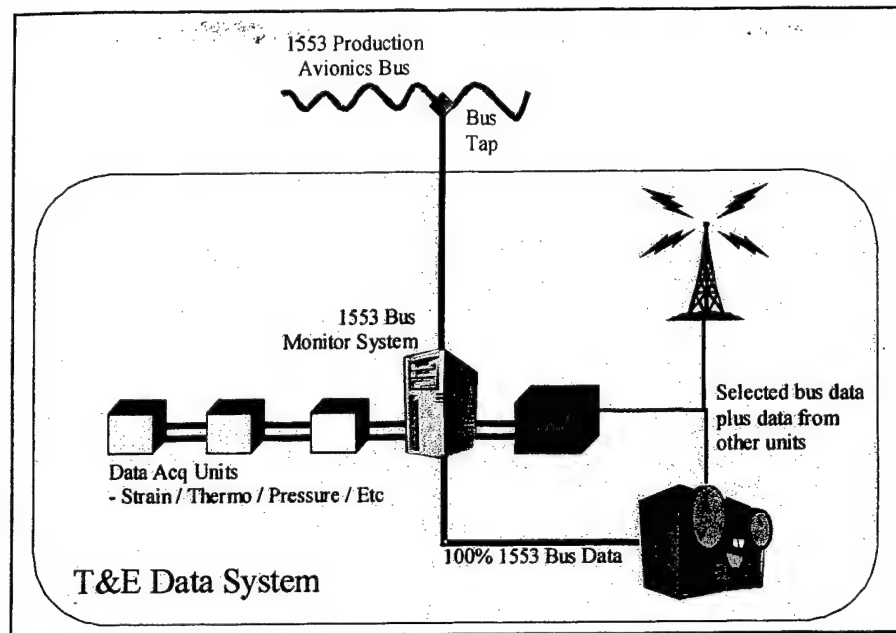 1553 Production
Avionics Bus
Bus
Tap
1553 Bus
Monitor System
Selected bus data
plus data from
other units
Data Acq Units
- Strain / Thermo / Pressure / Etc
100% 1553 Bus Data
T&E Data System